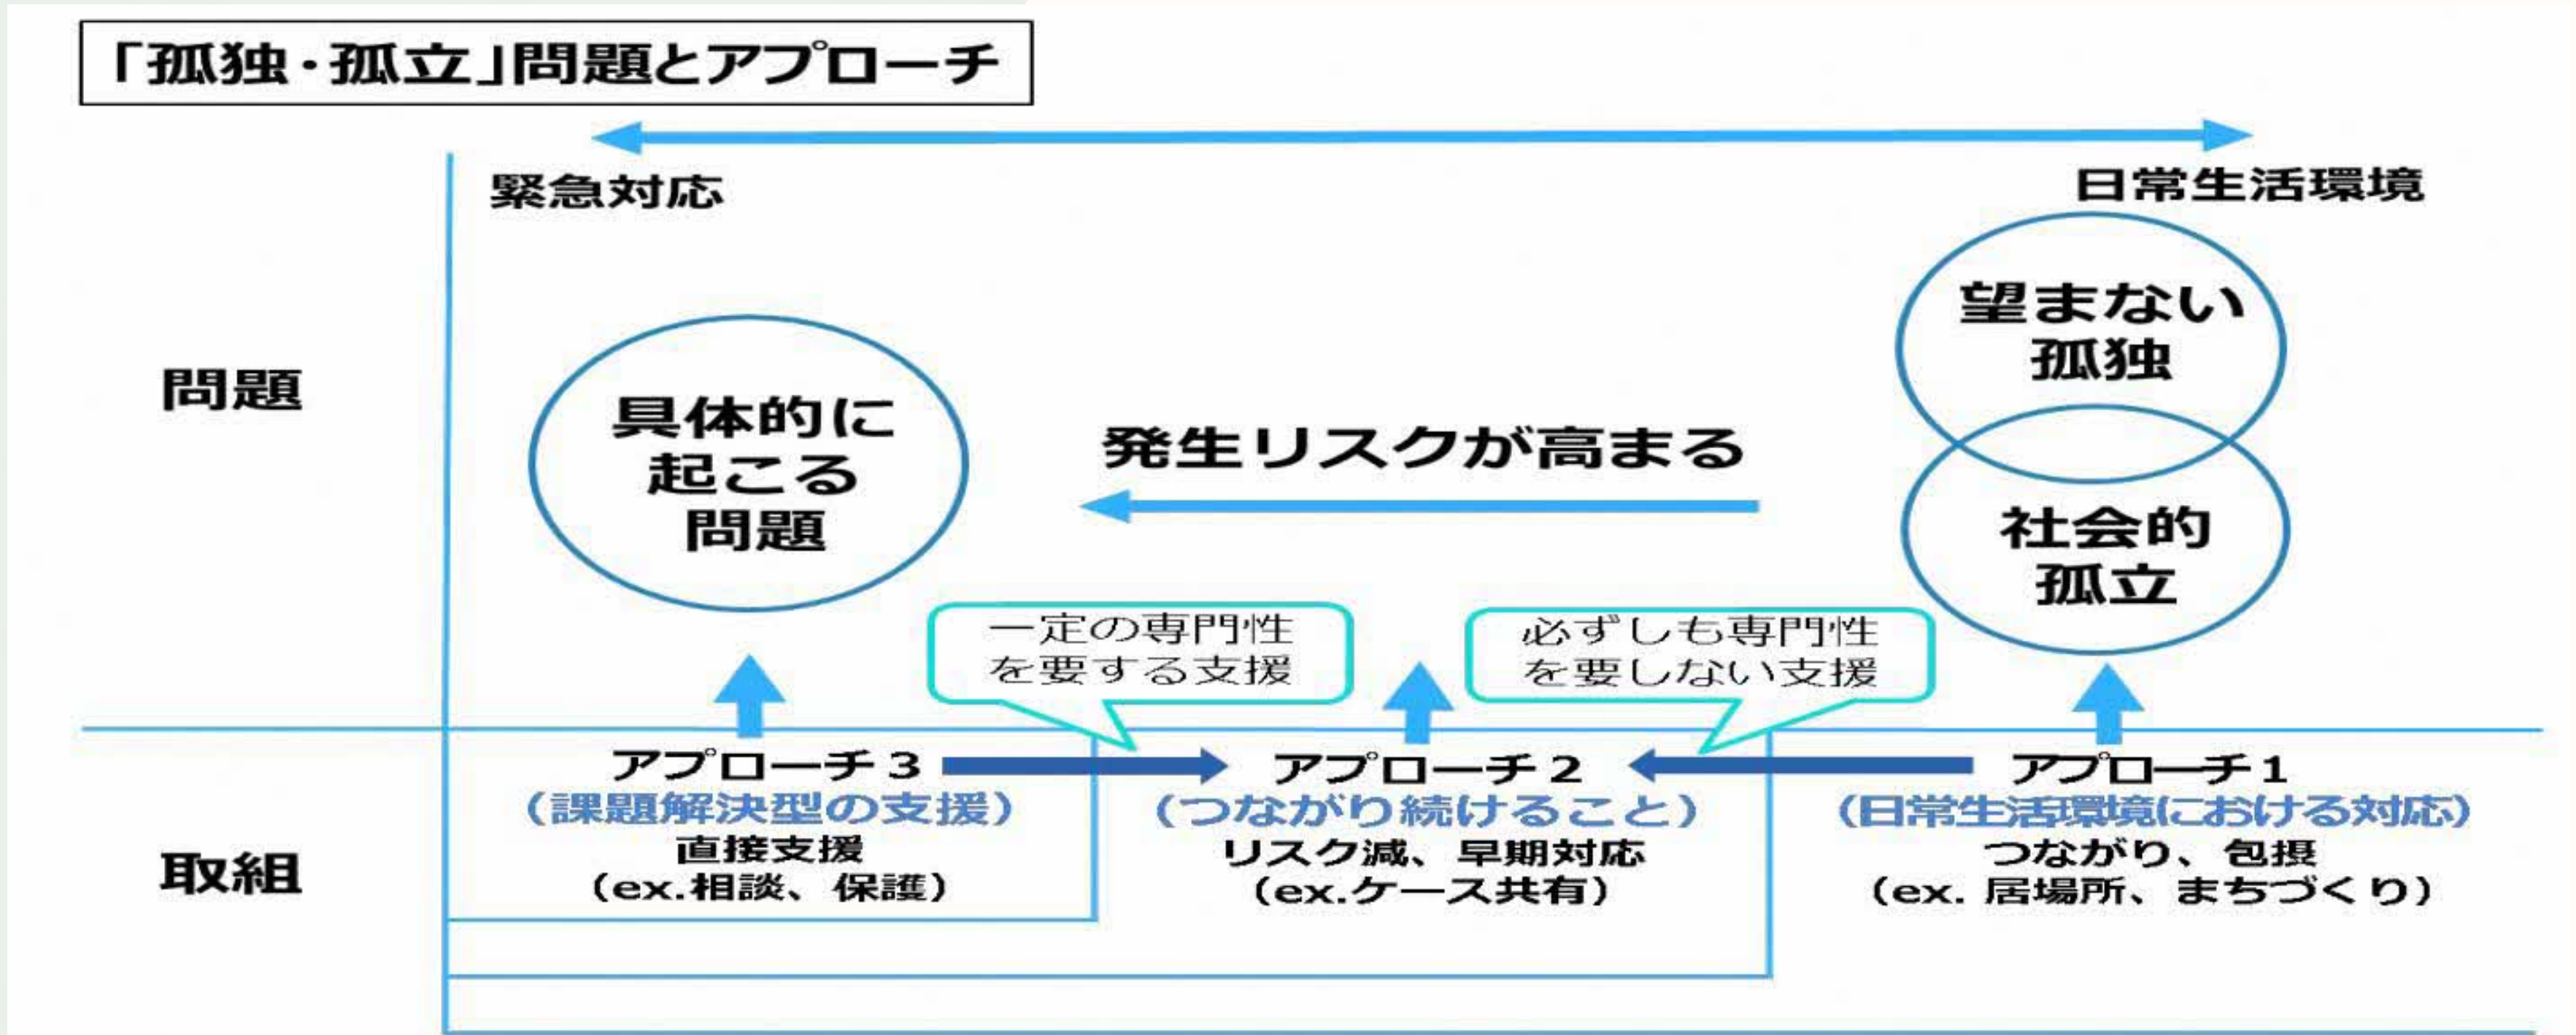 「孤独・孤立」問題とアプローチ
緊急対応
日常生活環境
問題
具体的に
起こる
問題
発生リスクが高まる
望まない
孤独
社会的
孤立
一定の専門性
を要する支援
必ずしも専門性
を要しない支援
取組
アプローチ3
(課題解決型の支援)
直接支援
(ex.相談、保護)
アプローチ2
(つながり続けること)
リスク減、早期対応
(ex.ケース共有)
アプローチ1
(日常生活環境における対応)
つながり、包摂
(ex. 居場所、まちづくり)